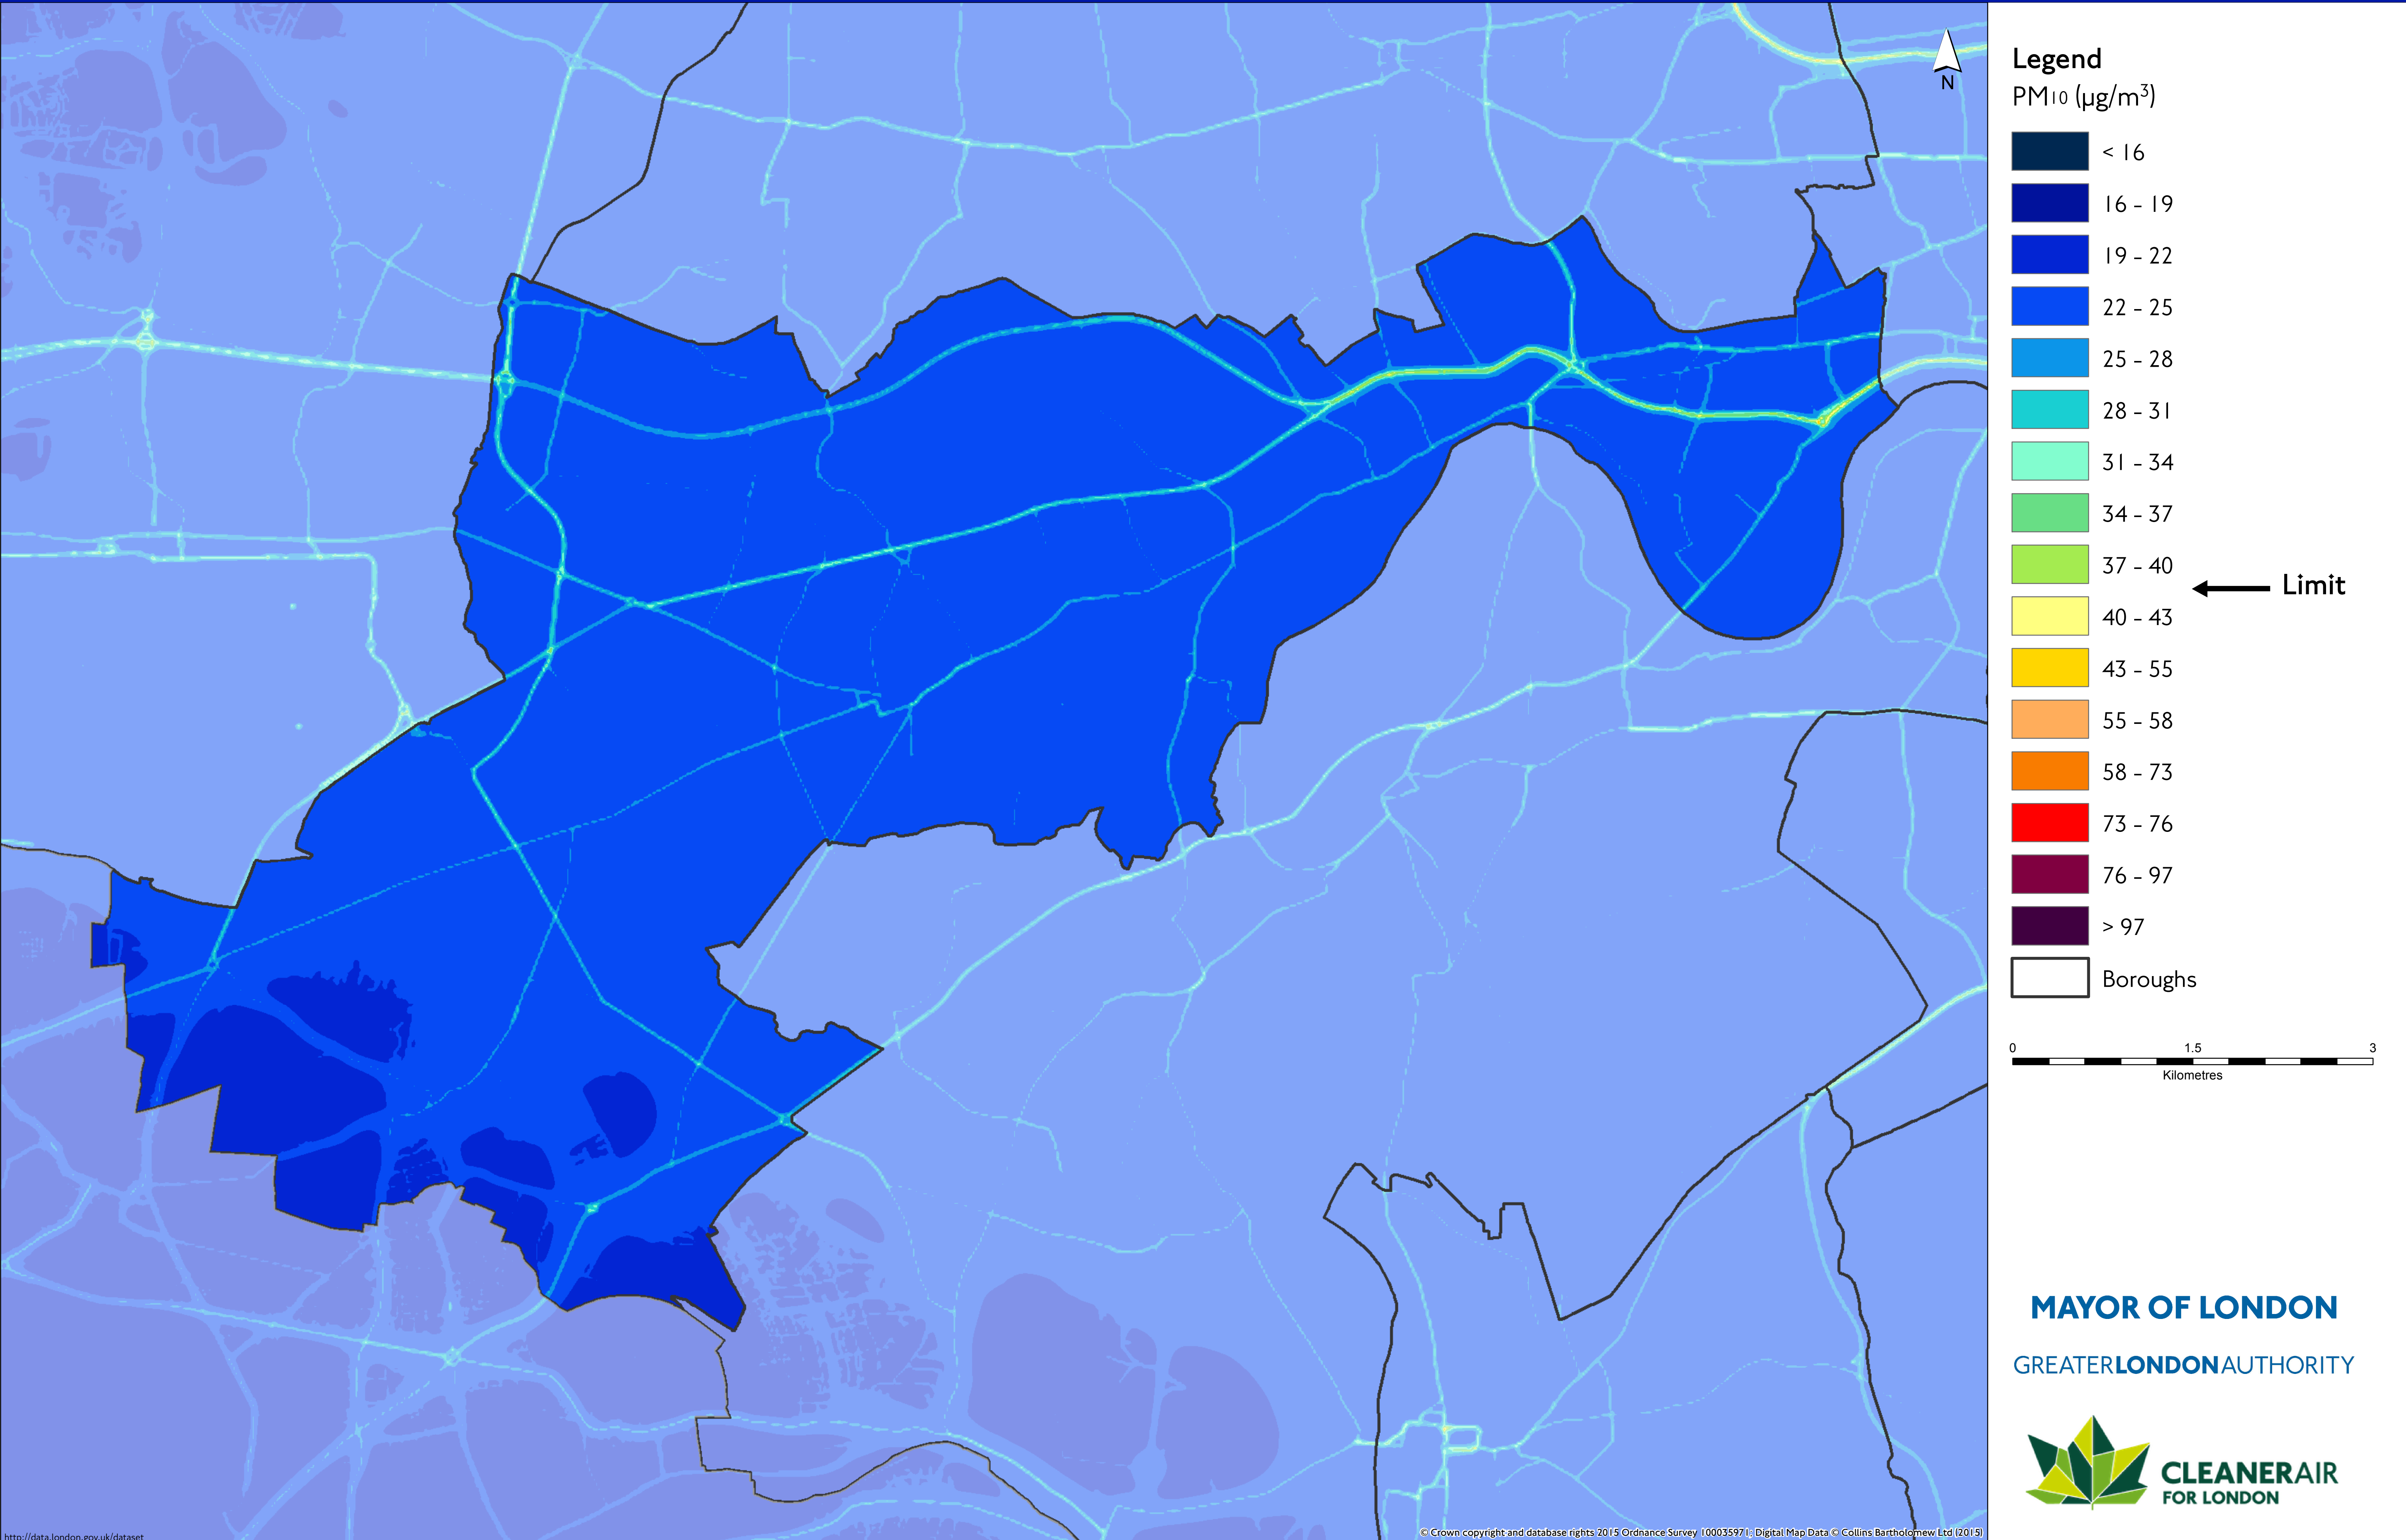 N
Legend
PM10 (µg/m³)
< 16
16 - 19
19 - 22
22 - 25
25 - 28
28 - 31
31 - 34
34 - 37
37 - 40
Limit
40 - 43
43 - 55
55 - 58
58 - 73
73 - 76
76 - 97
> 97
Boroughs
0 1.5 3
Kilometres
MAYOR OF LONDON
GREATERLONDONAUTHORITY
CLEANERAIR
FOR LONDON
http://data.london.gov.uk/dataset
© Crown copyright and database rights 2015 Ordnance Survey 100035971; Digital Map Data © Collins Bartholomew Ltd (2015)